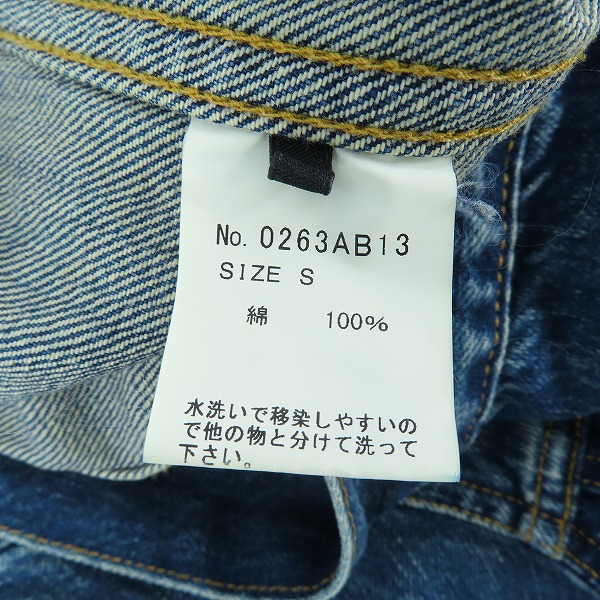 No. 0263AB13
SIZE S
綿 100%
水洗いで移染しやすいの
で他の物と分けて洗って
下さい。